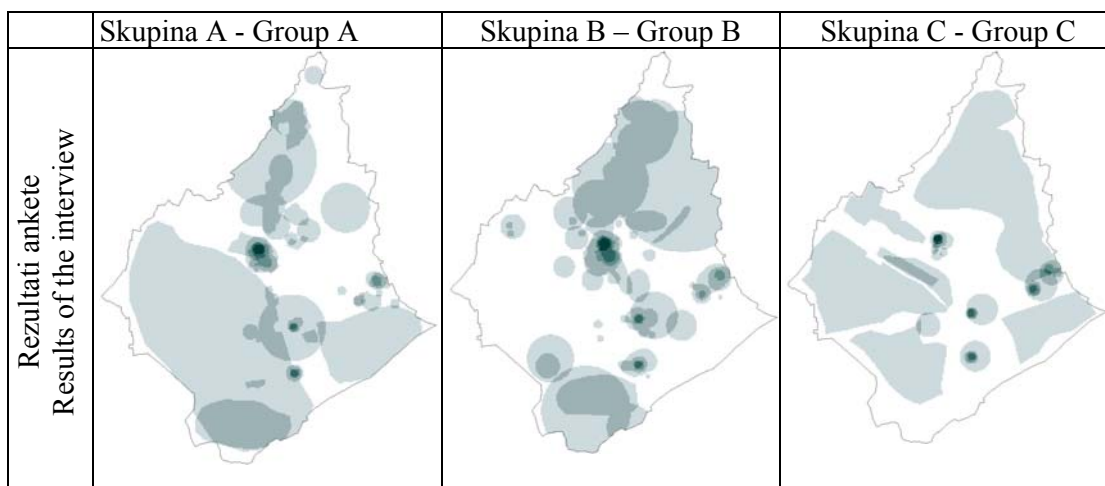 Skupina A - Group A
Skupina B – Group B
Skupina C - Group C
Rezultati ankete
Results of the interview